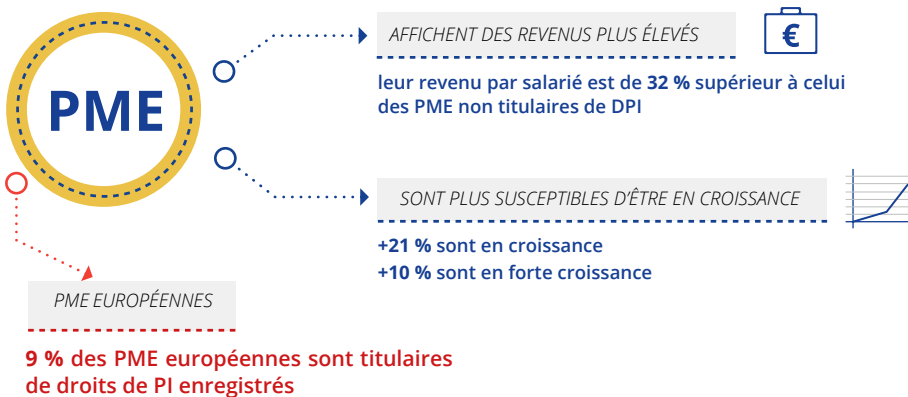 PME
AFFICHENT DES REVENUS PLUS ÉLEVÉS
€
leur revenu par salarié est de 32 % supérieur à celui
des PME non titulaires de DPI
SONT PLUS SUSCEPTIBLES D'ÊTRE EN CROISSANCE
+21 % sont en croissance
+10 % sont en forte croissance
PME EUROPÉENNES
9 % des PME européennes sont titulaires
de droits de PI enregistrés